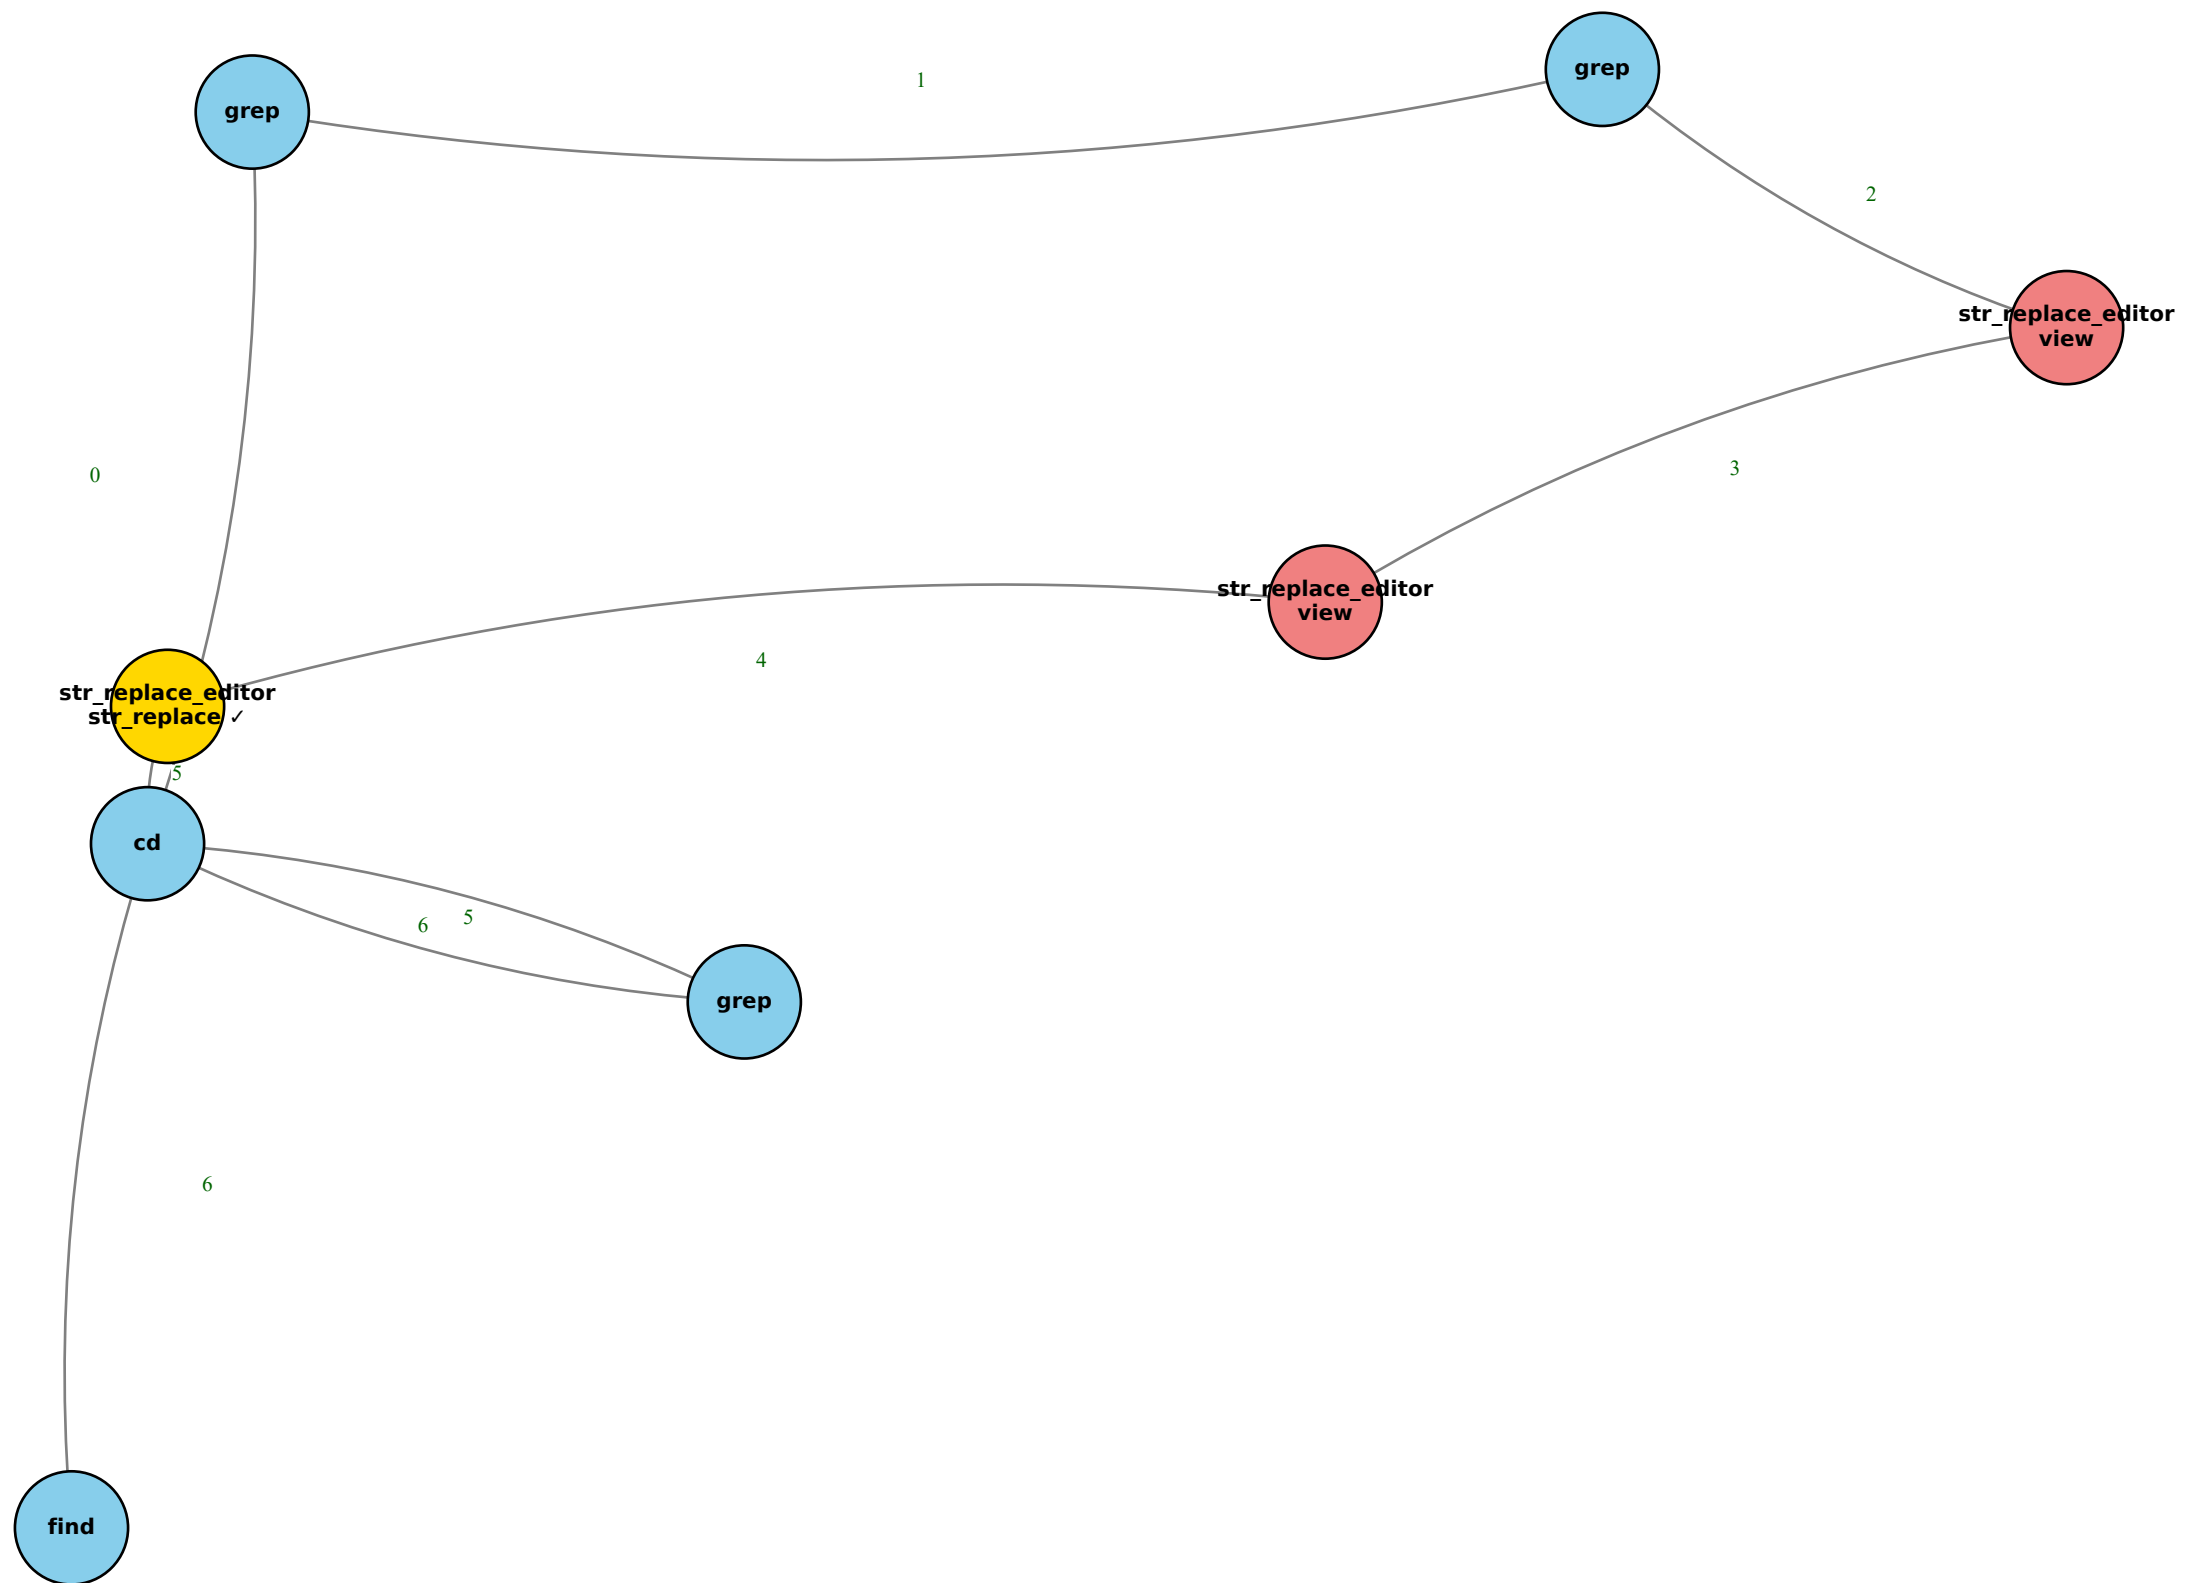 grep
1
grep
2
str_replace_editor
view
3
0
str_replace_editor
view
4
str_replace_editor
str_replace ✓
5
cd
6
5
grep
6
find